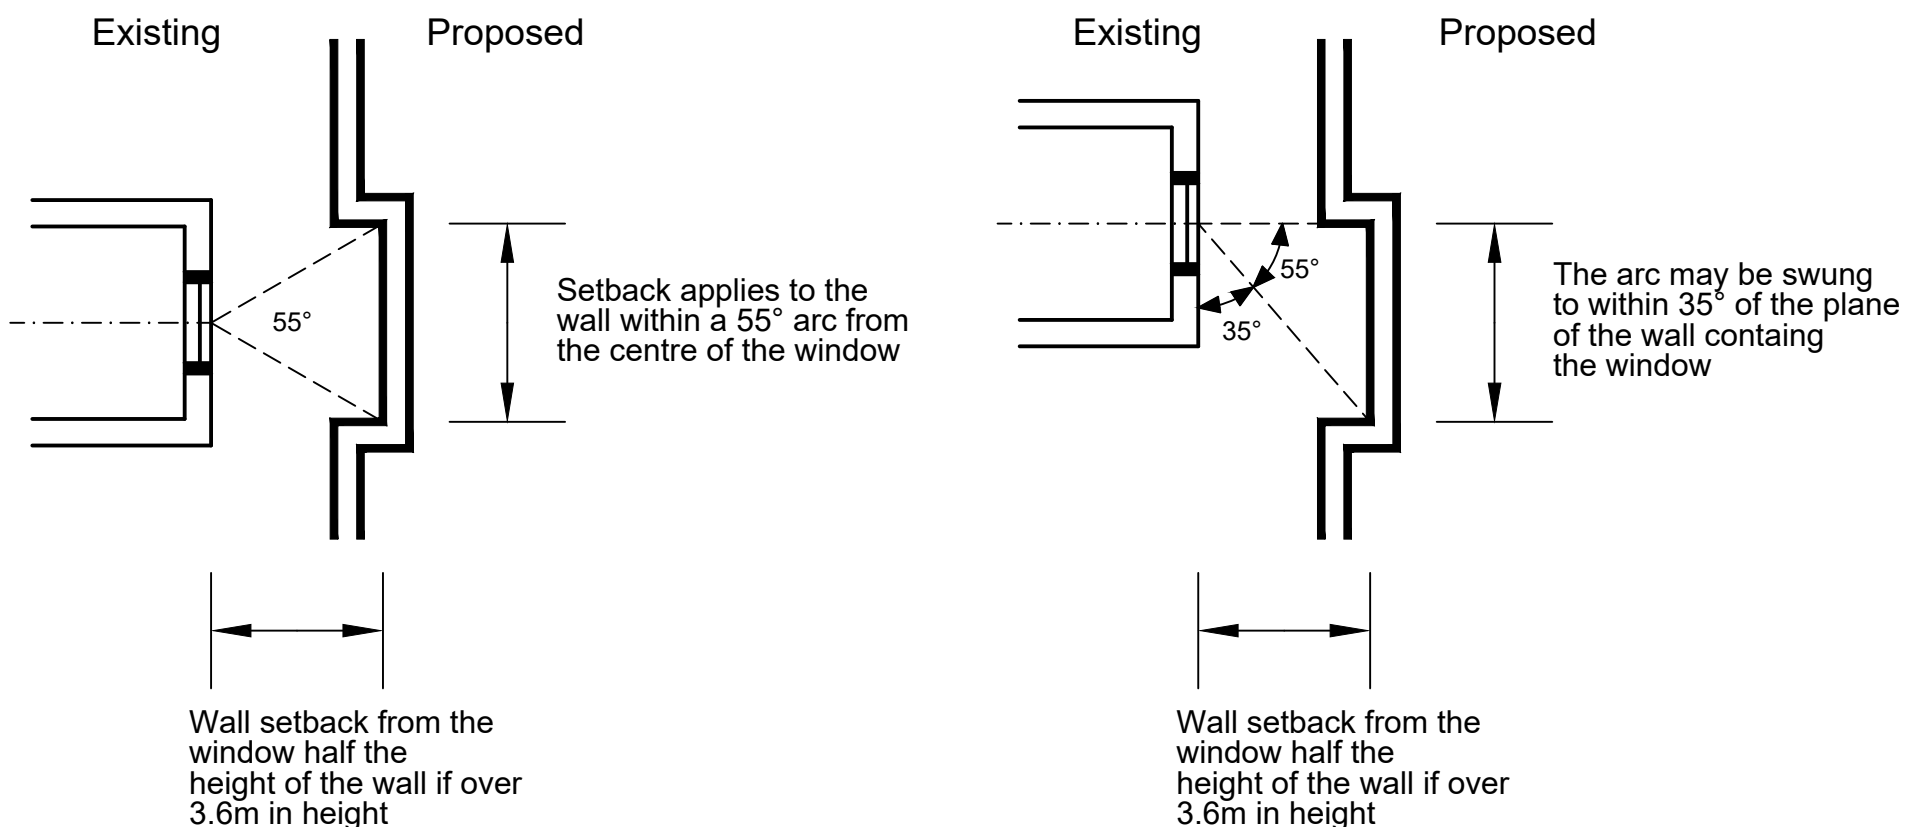 Existing
Proposed
55°
Setback applies to the
wall within a 55° arc from
the centre of the window
Wall setback from the
window half the
height of the wall if over
3.6m in height
Existing
Proposed
55°
35°
The arc may be swung
to within 35° of the plane
of the wall containg
the window
Wall setback from the
window half the
height of the wall if over
3.6m in height